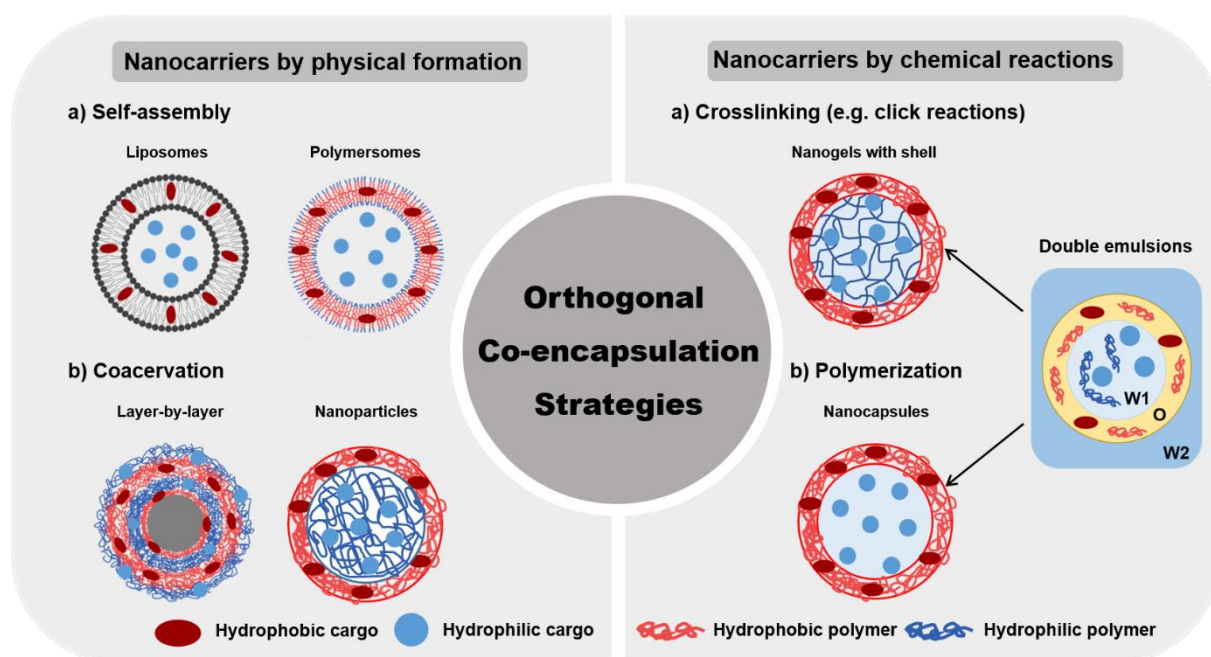 Nanocarriers by physical formation
a) Self-assembly
Liposomes
Polymersomes
b) Coacervation
Layer-by-layer
Nanoparticles
Orthogonal
Co-encapsulation
Strategies
Nanocarriers by chemical reactions
a) Crosslinking (e.g. click reactions)
Nanogels with shell
Double emulsions
W1
O
W2
b) Polymerization
Nanocapsules
Hydrophobic cargo
Hydrophilic cargo
Hydrophobic polymer
Hydrophilic polymer